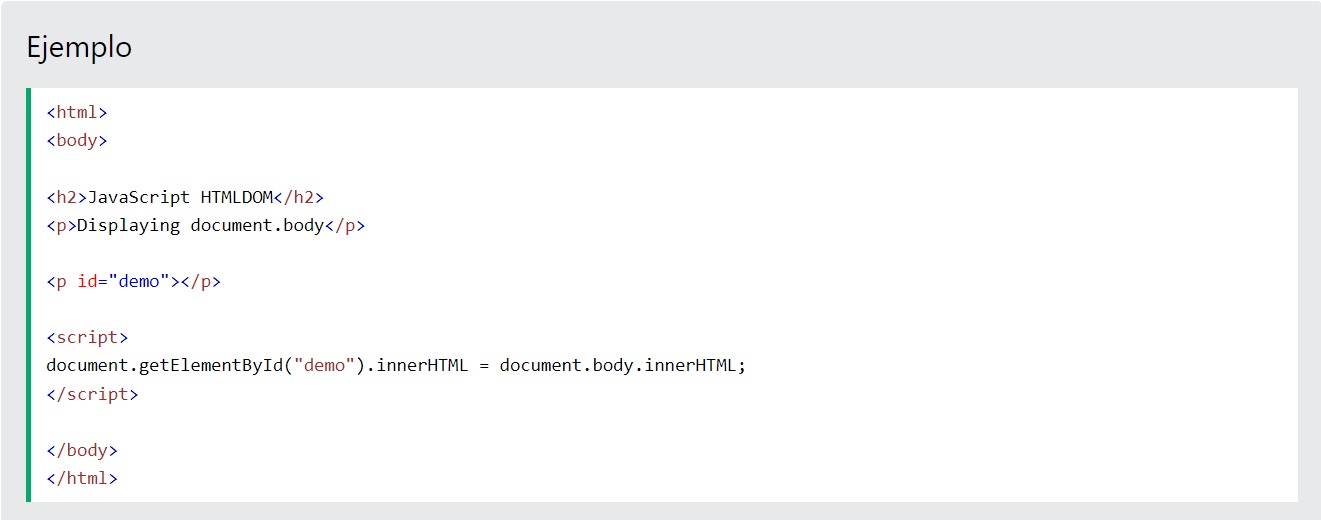 Ejemplo
<html>
<body>
<h2>JavaScript HTMLDOM</h2>
<p>Displaying document.body</p>
<p id="demo"></p>
<script>
document.getElementById("demo").innerHTML = document.body.innerHTML;
</script>
</body>
</html>